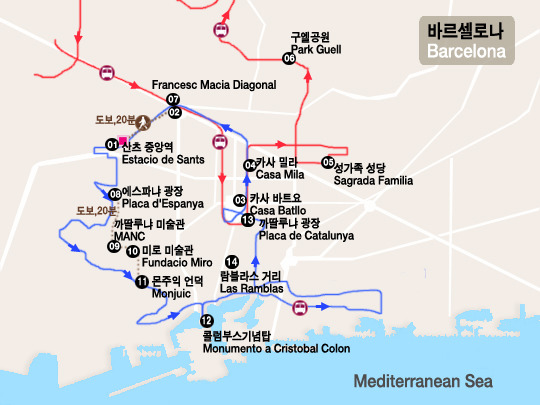 바르셀로나
Barcelona
구엘공원
Park Guell
06
Francesc Macia Diagonal
07
02
도보,20분
01
산츠 중앙역
Estacio de Sants
04
카사 밀라
Casa Mila
05
성가족 성당
Sagrada Familia
08
에스파냐 광장
Placa d'Espanya
도보,20분
03
카사 바트요
Casa Batllo
13
까딸루냐 광장
Placa de Catalunya
까딸루냐 미술관
MANC
09
10
미로 미술관
Fundacio Miro
11
몬주익 언덕
Monjuic
14
람블라스 거리
Las Ramblas
12
콜럼부스기념탑
Monumento a Cristobal Colon
Mediterranean Sea